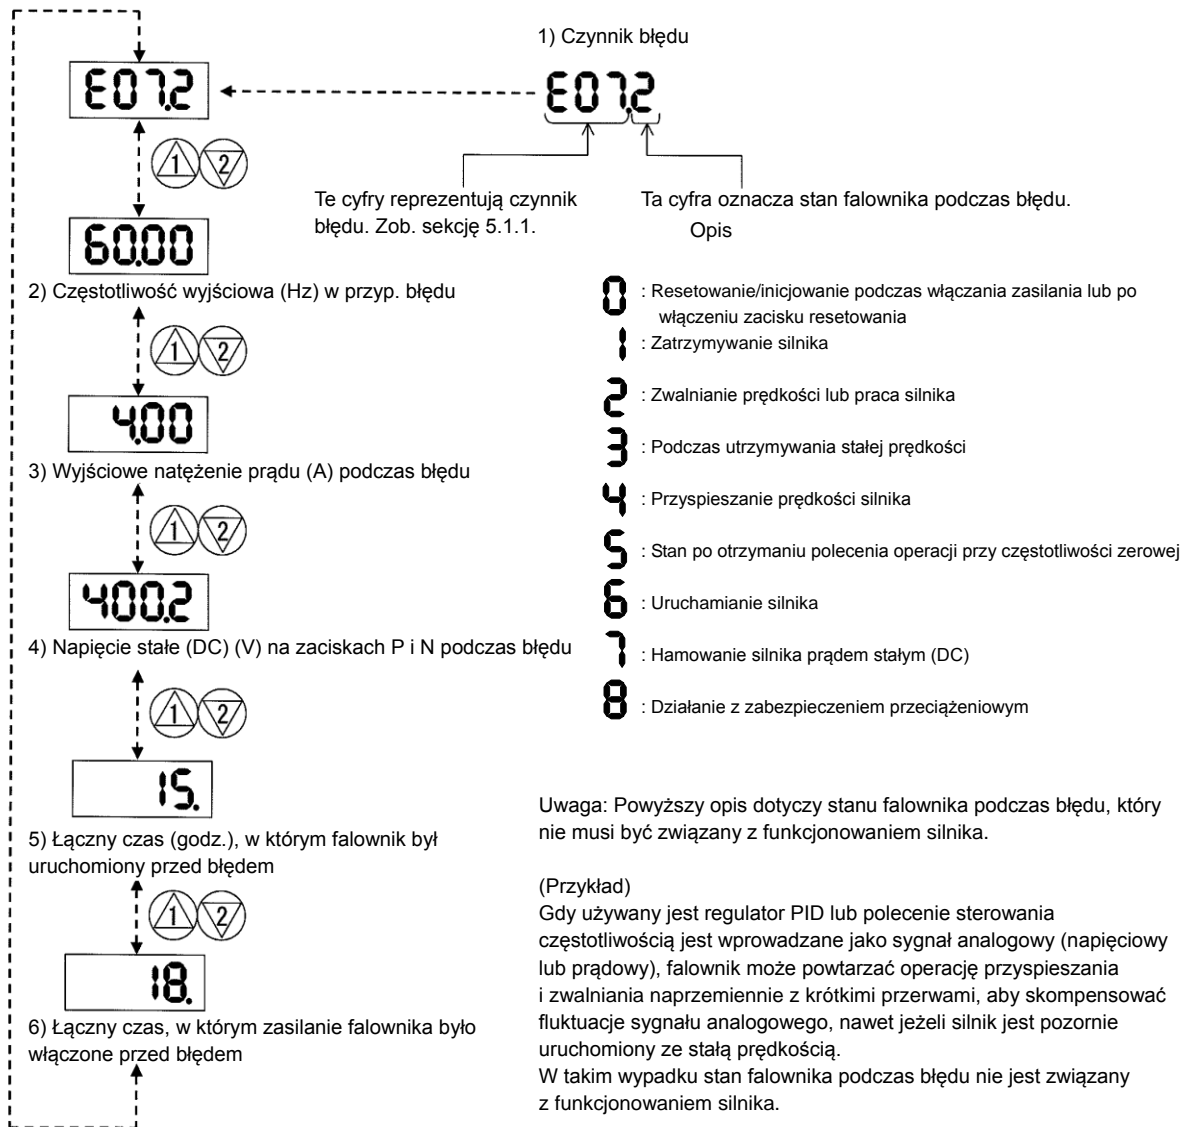 1) Czynnik błędu
E07.2
E07.2
1 2
Te cyfry reprezentują czynnik
błędu. Zob. sekcję 5.1.1.
Ta cyfra oznacza stan falownika podczas błędu.
Opis
60.00
2) Częstotliwość wyjściowa (Hz) w przyp. błędu
1 2
4.00
3) Wyjściowe natężenie prądu (A) podczas błędu
1 2
400.2
4) Napięcie stałe (DC) (V) na zaciskach P i N podczas błędu
1 2
15.
5) Łączny czas (godz.), w którym falownik był
uruchomiony przed błędem
1 2
18.
6) Łączny czas, w którym zasilanie falownika było
włączone przed błędem
0 : Resetowanie/inicjowanie podczas włączania zasilania lub po
włączeniu zacisku resetowania
1 : Zatrzymywanie silnika
2 : Zwalnianie prędkości lub praca silnika
3 : Podczas utrzymywania stałej prędkości
4 : Przyspieszanie prędkości silnika
5 : Stan po otrzymaniu polecenia operacji przy częstotliwości zerowej
6 : Uruchamianie silnika
7 : Hamowanie silnika prądem stałym (DC)
8 : Działanie z zabezpieczeniem przeciążeniowym
Uwaga: Powyższy opis dotyczy stanu falownika podczas błędu, który
nie musi być związany z funkcjonowaniem silnika.
(Przykład)
Gdy używany jest regulator PID lub polecenie sterowania
częstotliwością jest wprowadzane jako sygnał analogowy (napięciowy
lub prądowy), falownik może powtarzać operację przyspieszania
i zwalniania naprzemiennie z krótkimi przerwami, aby skompensować
fluktuacje sygnału analogowego, nawet jeżeli silnik jest pozornie
uruchomiony ze stałą prędkością.
W takim wypadku stan falownika podczas błędu nie jest związany
z funkcjonowaniem silnika.